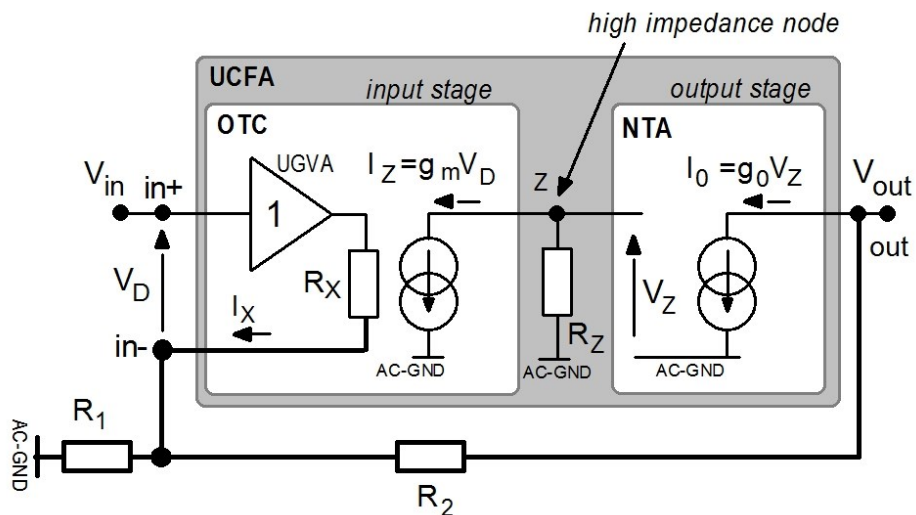 high impedance node
UCFA
input stage
output stage
OTC
NTA
UGVA
I_Z=g_mV_D
Z
I_0 =g_0V_Z
V_in
in+
V_out
1
out
V_D
R_X
I_X
V_Z
R_Z
in-
AC-GND
AC-GND
AC-GND
R_1
AC-GND
R_2